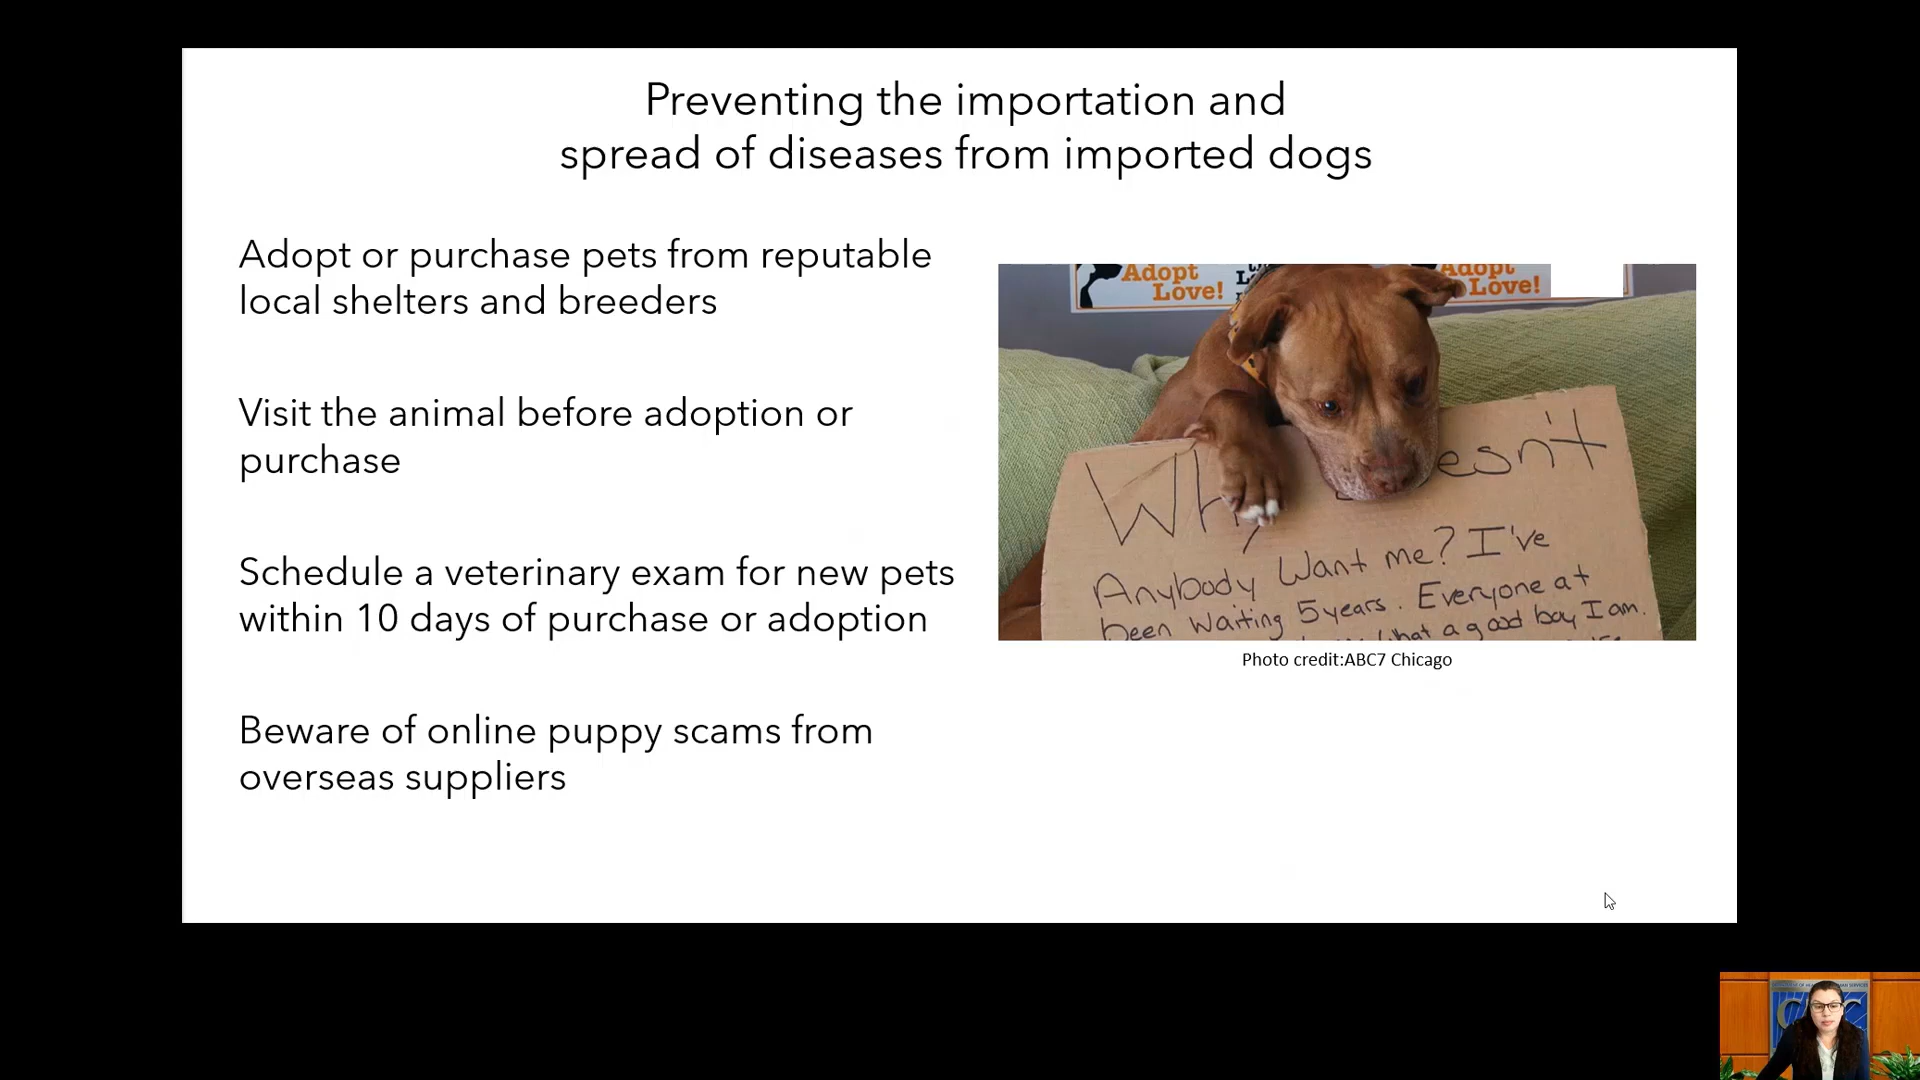 Preventing the importation and
spread of diseases from imported dogs
Adopt or purchase pets from reputable
local shelters and breeders
Visit the animal before adoption or
purchase
Schedule a veterinary exam for new pets
within 10 days of purchase or adoption
Beware of online puppy scams from
overseas suppliers
Adopt
Love!
Adopt
Love!
Why esn't
Anybody Want me? I've
been waiting 5 years. Everyone at
what a good boy I am.
Photo credit:ABC7 Chicago